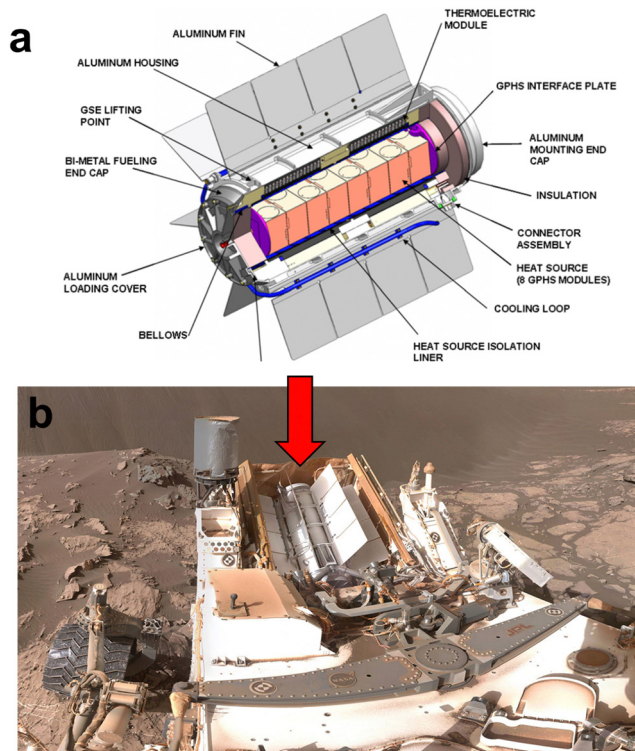 a
ALUMINUM FIN
THERMOELECTRIC
MODULE
ALUMINUM HOUSING
GPHS INTERFACE PLATE
GSE LIFTING
POINT
BI-METAL FUELING
END CAP
ALUMINUM
MOUNTING END
CAP
INSULATION
CONNECTOR
ASSEMBLY
ALUMINUM
LOADING COVER
HEAT SOURCE
(8 GPHS MODULES)
COOLING LOOP
BELLOWS
HEAT SOURCE ISOLATION
LINER
b
JPL